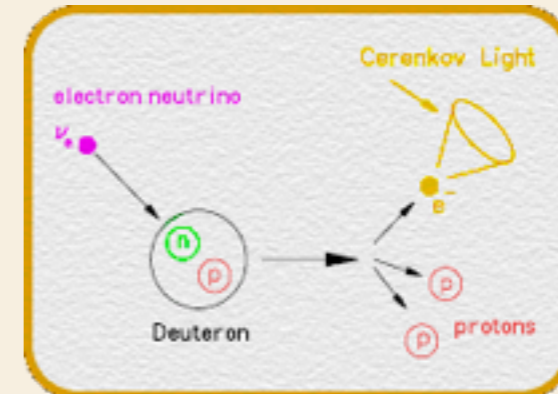 Cerenkov Light
electron neutrino
νe
e-
n
p
p
Deuteron
p protons